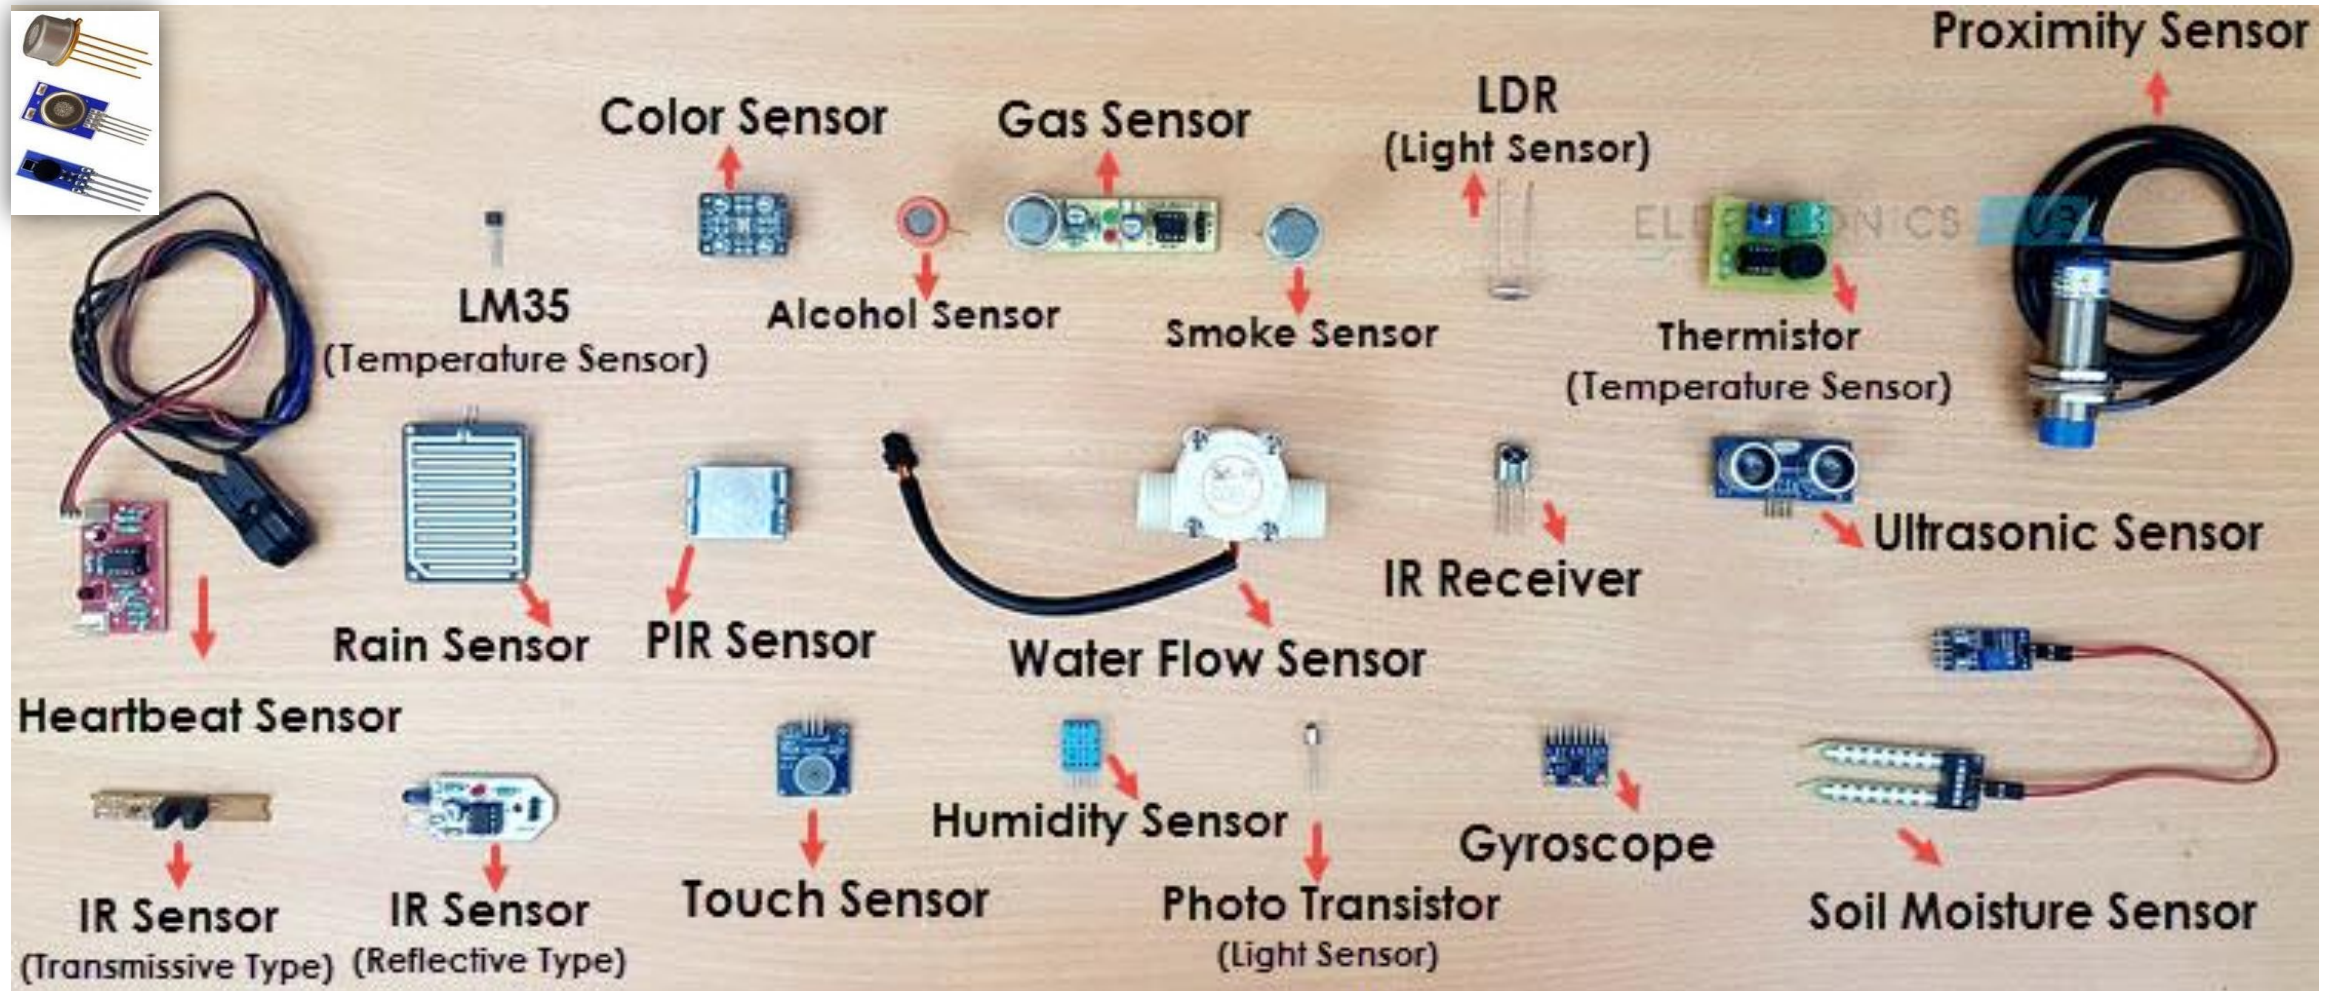 Proximity Sensor
LDR
(Light Sensor)
Color Sensor
Gas Sensor
ELECTRONICS HUB
LM35
(Temperature Sensor)
Alcohol Sensor
Smoke Sensor
Thermistor
(Temperature Sensor)
Ultrasonic Sensor
IR Receiver
Rain Sensor
PIR Sensor
Water Flow Sensor
Heartbeat Sensor
Humidity Sensor
Gyroscope
IR Sensor
(Transmissive Type)
IR Sensor
(Reflective Type)
Touch Sensor
Photo Transistor
(Light Sensor)
Soil Moisture Sensor